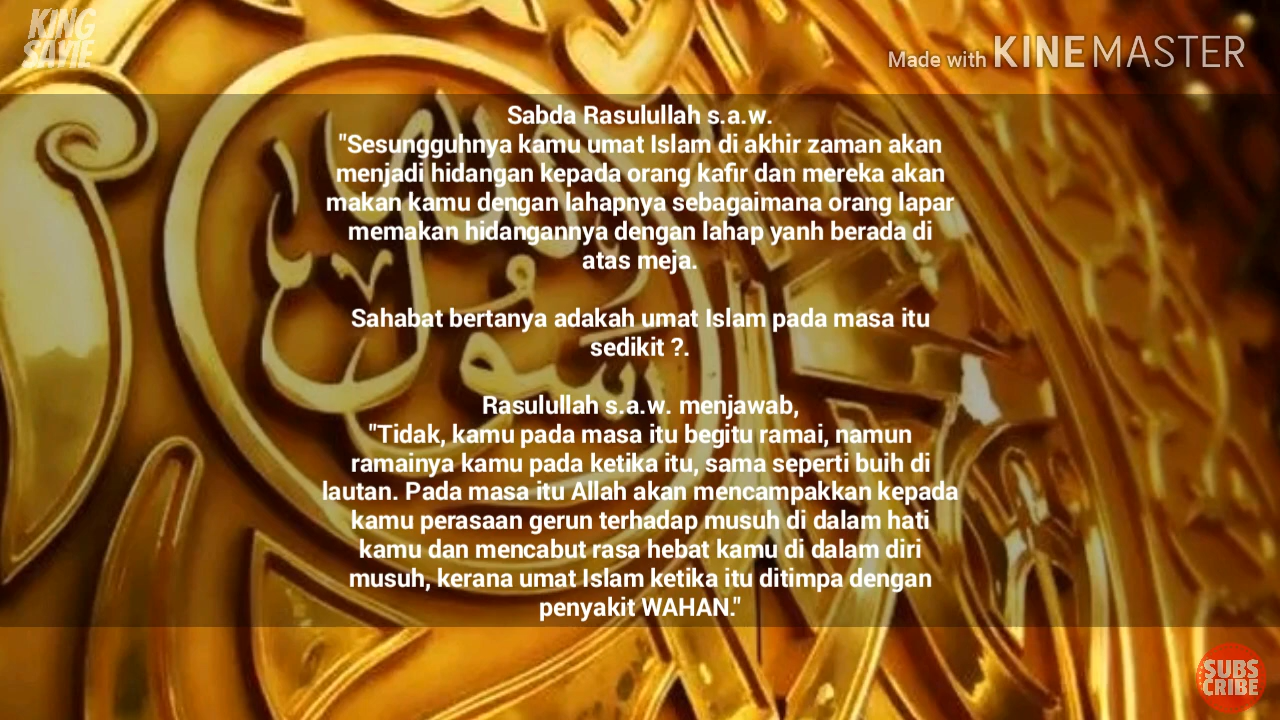 KING
SAYIE
Made with KINEMASTER
Sabda Rasulullah s.a.w.
"Sesungguhnya kamu umat Islam di akhir zaman akan
menjadi hidangan kepada orang kafir dan mereka akan
makan kamu dengan lahapnya sebagaimana orang lapar
memakan hidangannya dengan lahap yanh berada di
atas meja.
Sahabat bertanya adakah umat Islam pada masa itu
sedikit ?.
Rasulullah s.a.w. menjawab,
"Tidak, kamu pada masa itu begitu ramai, namun
ramainya kamu pada ketika itu, sama seperti buih di
lautan. Pada masa itu Allah akan mencampakkan kepada
kamu perasaan gerun terhadap musuh di dalam hati
kamu dan mencabut rasa hebat kamu di dalam diri
musuh, kerana umat Islam ketika itu ditimpa dengan
penyakit WAHAN."
رسول الله
SUBS
CRIBE